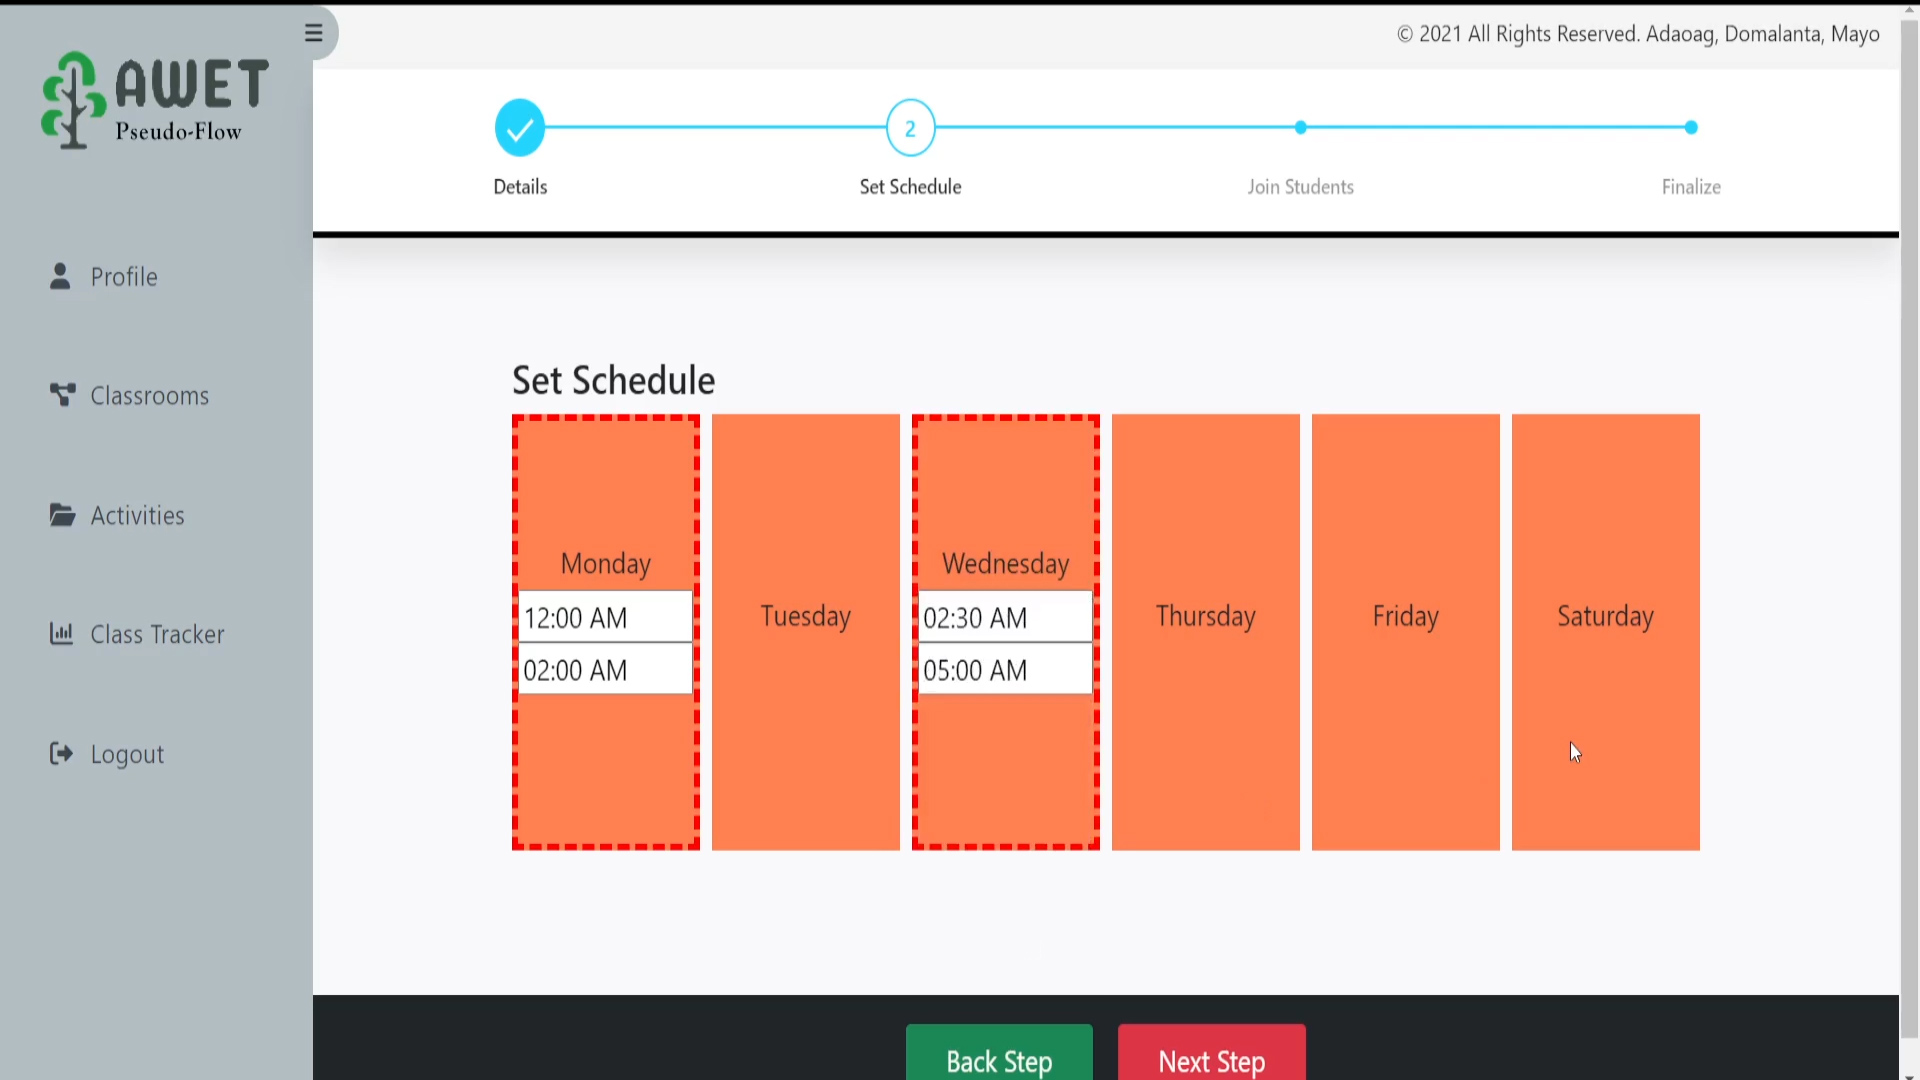 © 2021 All Rights Reserved. Adaoag, Domalanta, Mayo
AWET
Pseudo-Flow
2
Details
Set Schedule
Join Students
Finalize
Profile
Classrooms
Activities
Class Tracker
Logout
Set Schedule
Monday
12:00 AM
02:00 AM
Tuesday
Wednesday
02:30 AM
05:00 AM
Thursday
Friday
Saturday
Back Step
Next Step